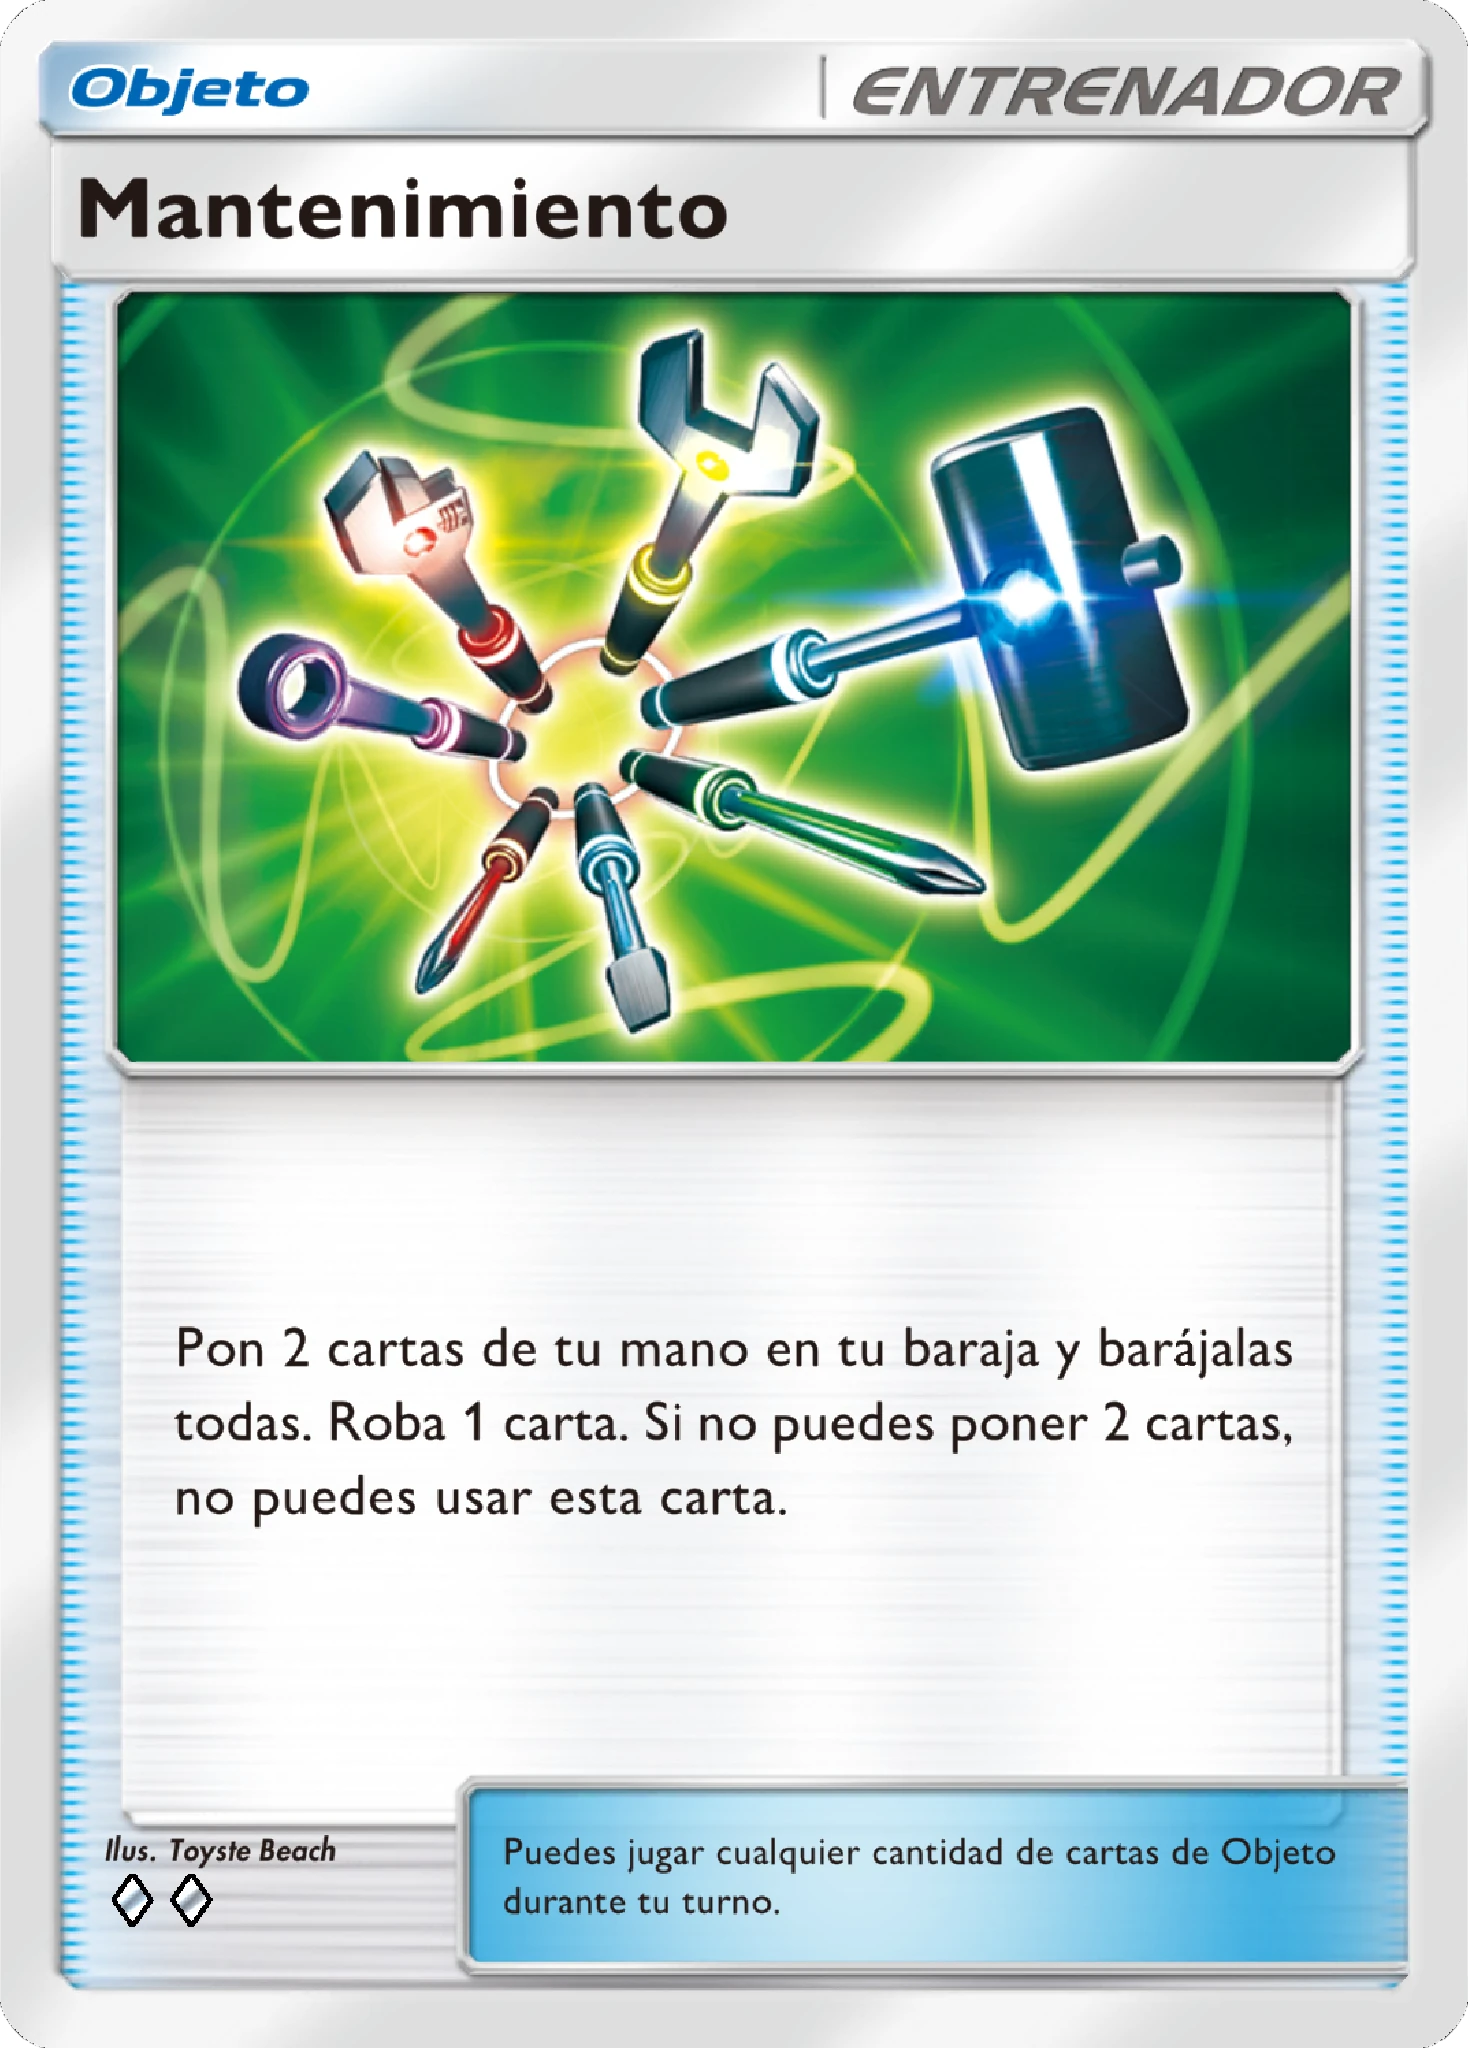 Objeto
ENTRENADOR
Mantenimiento
Pon 2 cartas de tu mano en tu baraja y barájalas
todas. Roba 1 carta. Si no puedes poner 2 cartas,
no puedes usar esta carta.
Ilus. Toyste Beach
Puedes jugar cualquier cantidad de cartas de Objeto
durante tu turno.